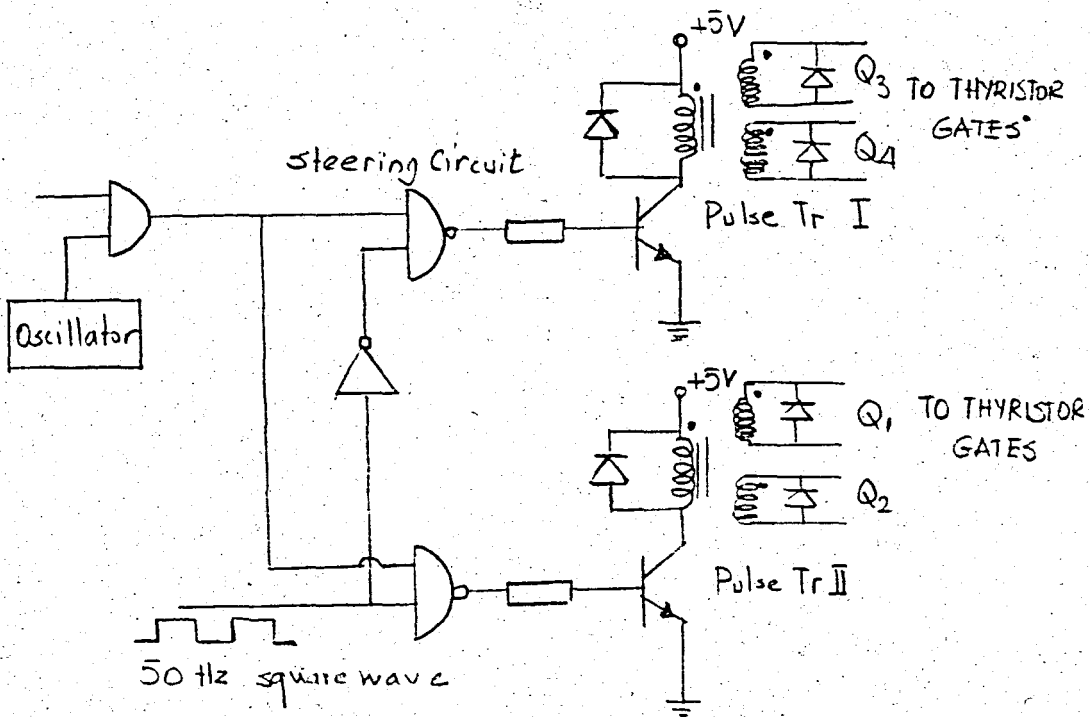 +5V
Q3 TO THYRISTOR
GATES
Q4
Steering Circuit
Pulse Tr I
Oscillator
+5V
Q1 TO THYRISTOR
GATES
Q2
Pulse Tr II
50 Hz square wave